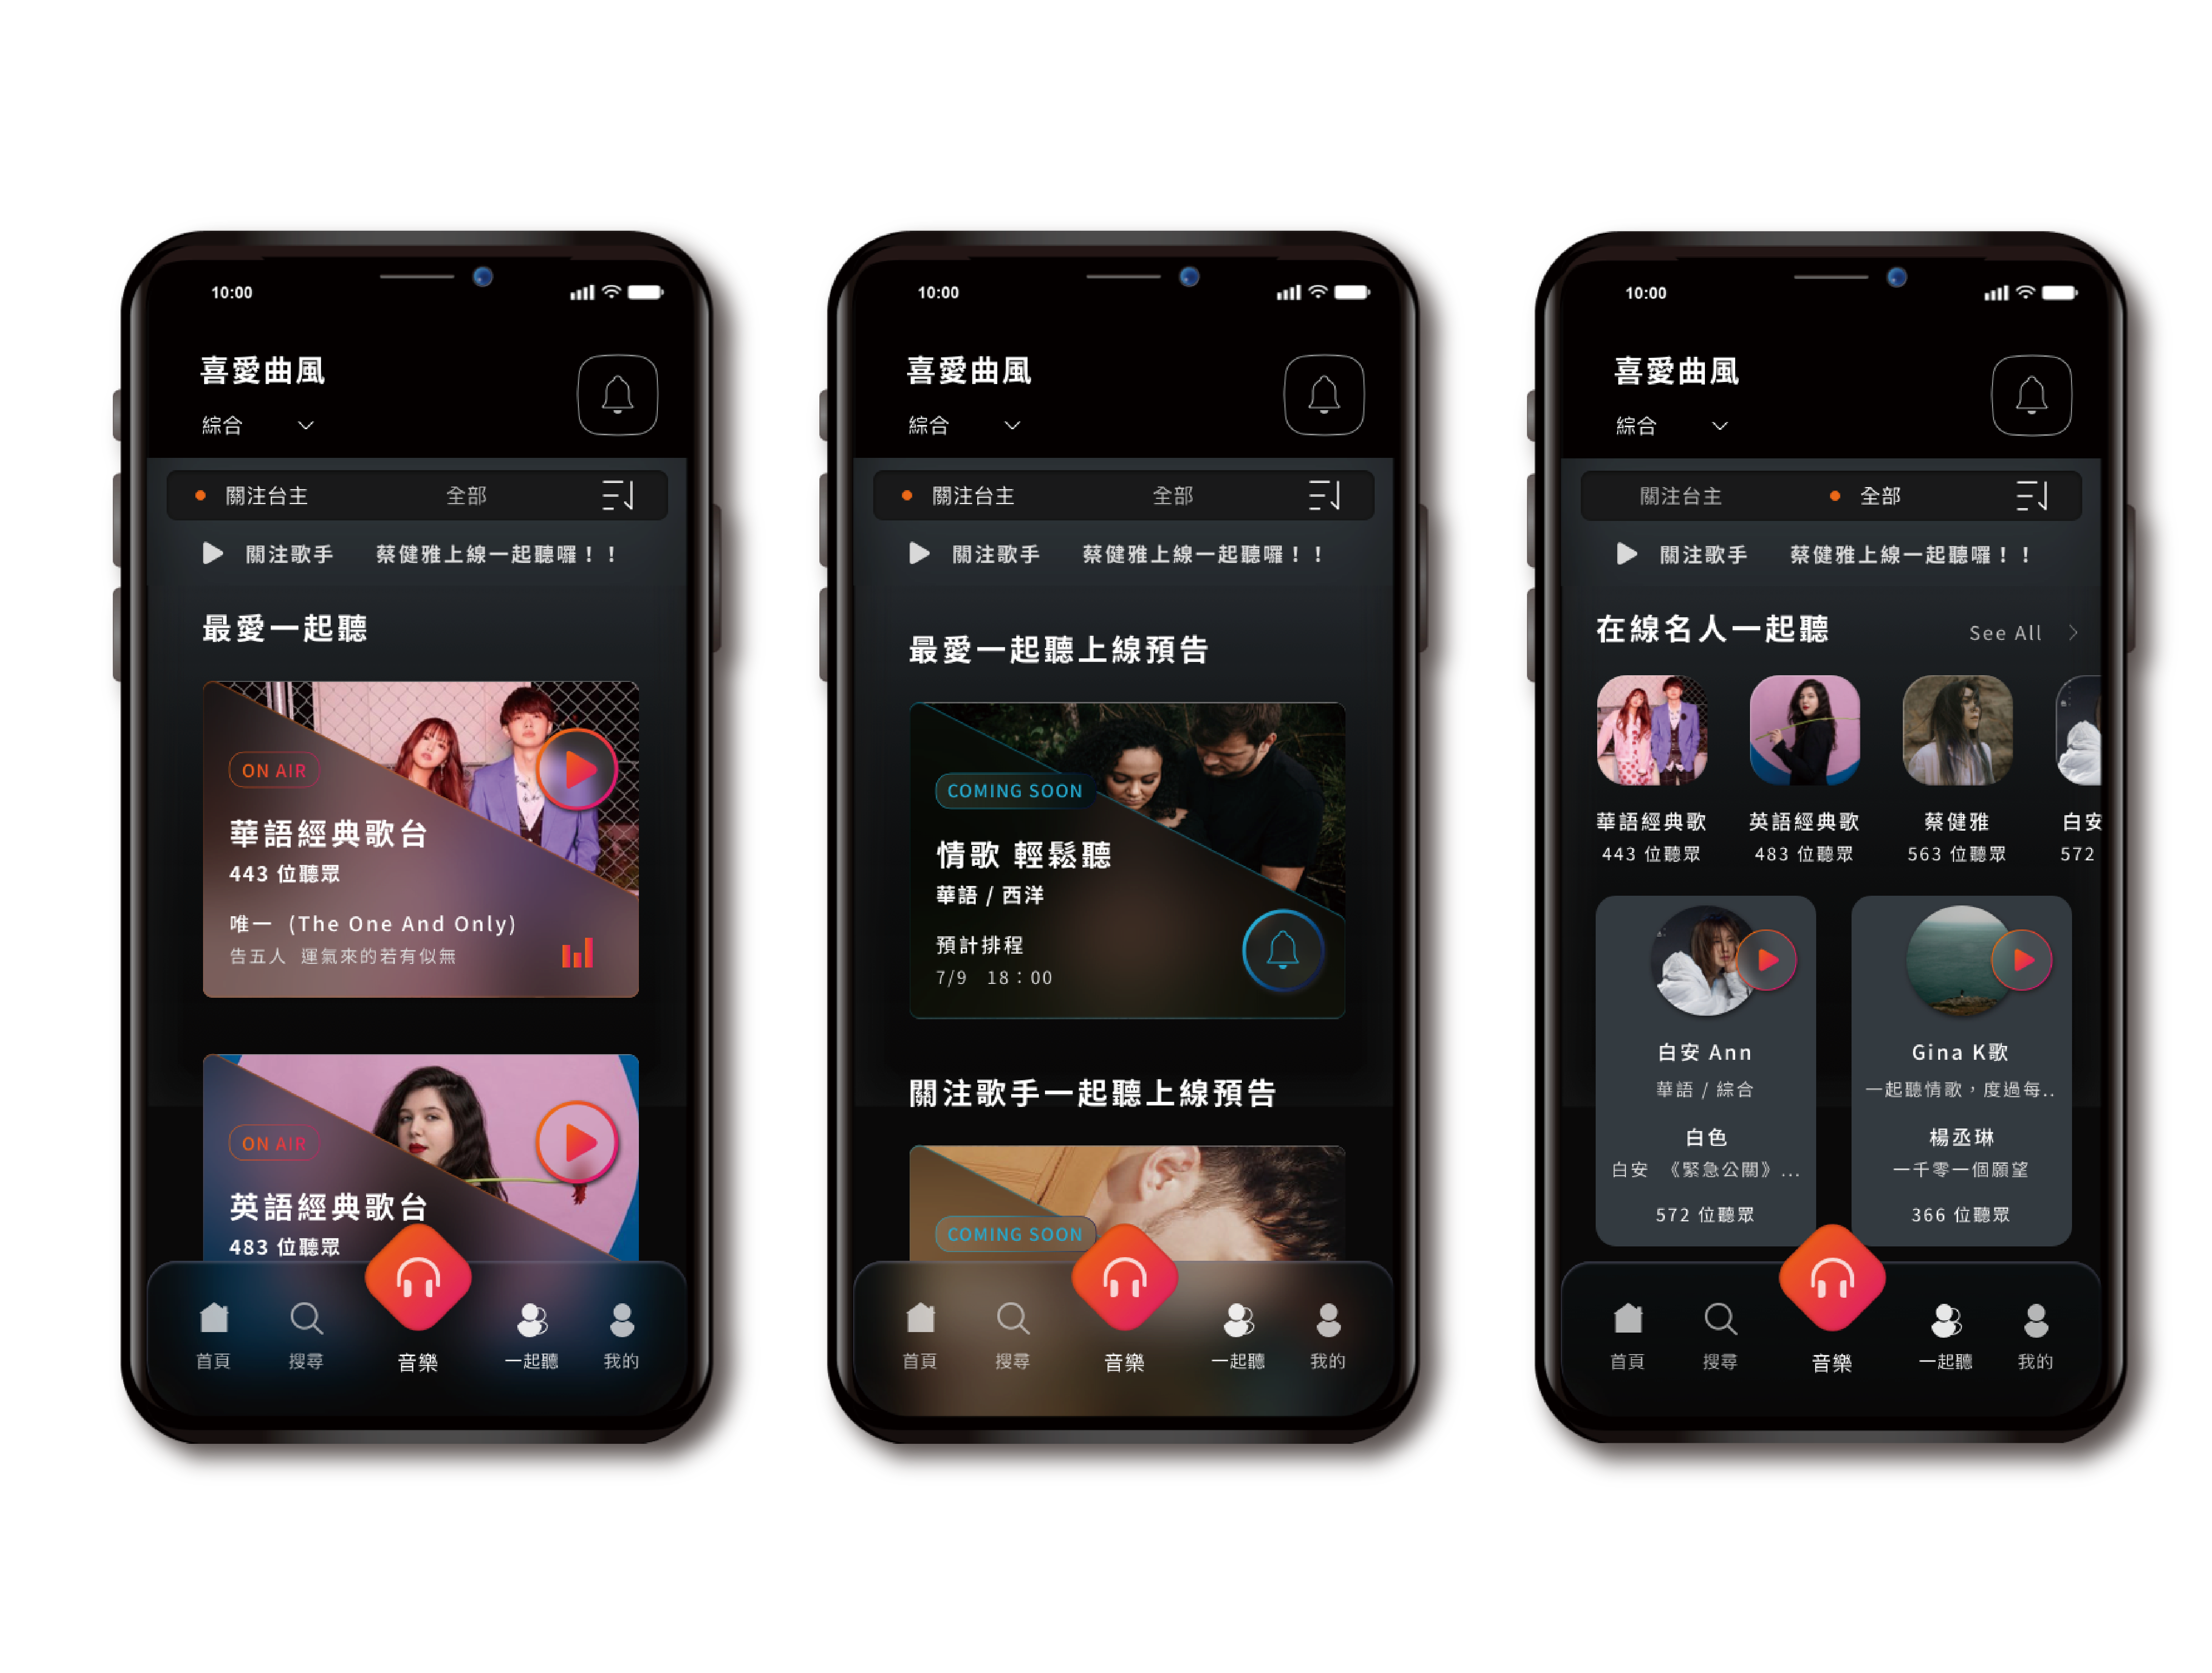 10:00
喜愛曲風
綜合
關注台主 全部
關注歌手 蔡健雅上線一起聽囉！！
最愛一起聽
ON AIR
華語經典歌台
443 位聽眾
唯一 (The One And Only)
告五人 運氣來的若有似無
ON AIR
英語經典歌台
483 位聽眾
首頁 搜尋 音樂 一起聽 我的
10:00
喜愛曲風
綜合
關注台主 全部
關注歌手 蔡健雅上線一起聽囉！！
最愛一起聽上線預告
COMING SOON
情歌 輕鬆聽
華語 / 西洋
預計排程
7/9 18：00
關注歌手一起聽上線預告
COMING SOON
首頁 搜尋 音樂 一起聽 我的
10:00
喜愛曲風
綜合
關注台主 全部
關注歌手 蔡健雅上線一起聽囉！！
在線名人一起聽 See All
華語經典歌 英語經典歌 蔡健雅 白安
443 位聽眾 483 位聽眾 563 位聽眾 572
白安 Ann
華語 / 綜合
白色
白安 《緊急公關》...
572 位聽眾
Gina K歌
一起聽情歌，度過每..
楊丞琳
一千零一個願望
366 位聽眾
首頁 搜尋 音樂 一起聽 我的